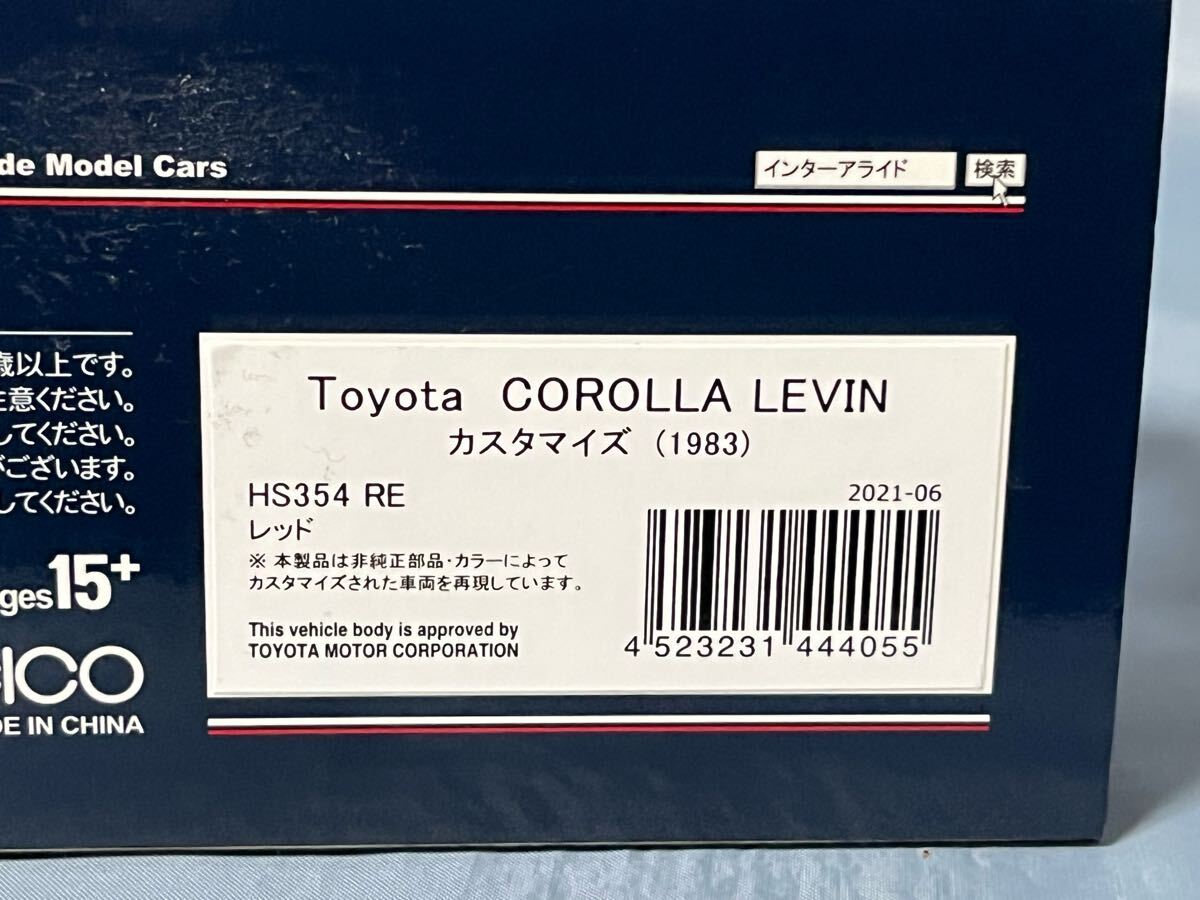 de Model Cars
インターアライド 検索
歳以上です。
注意ください。
してください。
がございます。
してください。
ges 15+
ICO
DE IN CHINA
Toyota COROLLA LEVIN
カスタマイズ (1983)
HS354 RE
2021-06
レッド
※ 本製品は非純正部品・カラーによって
カスタマイズされた車両を再現しています。
This vehicle body is approved by
TOYOTA MOTOR CORPORATION
4 523231 444055